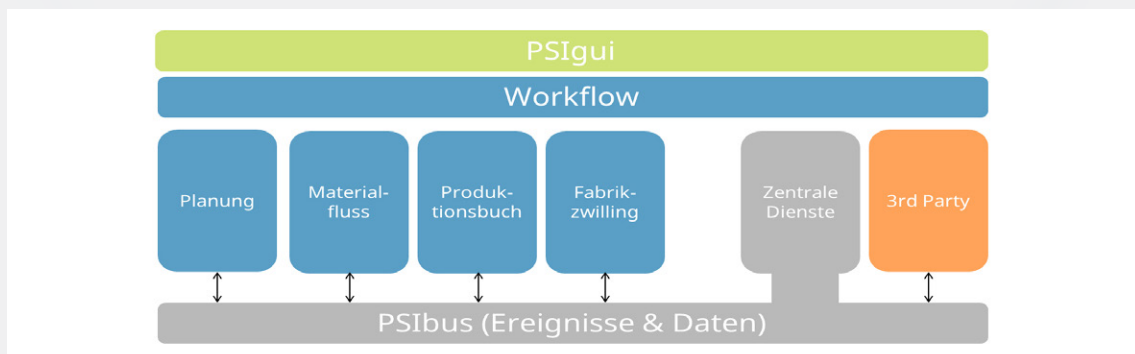 PSIgui
Workflow
Planung
Material-
fluss
Produk-
tionsbuch
Fabrik-
zwilling
Zentrale
Dienste
3rd Party
PSIbus (Ereignisse & Daten)